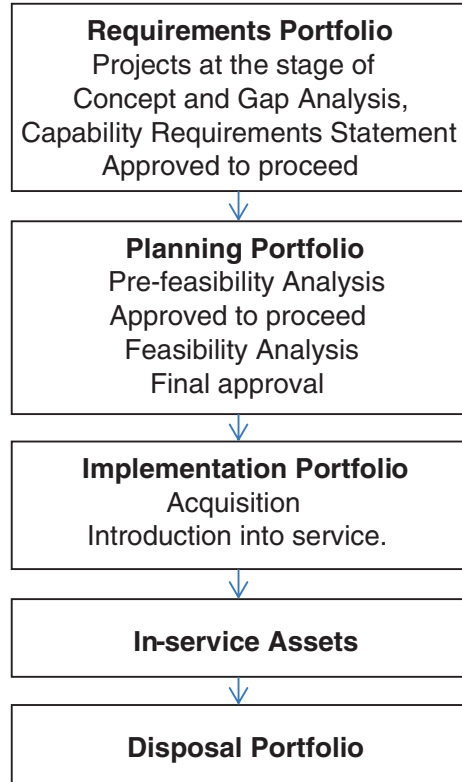 Requirements Portfolio
Projects at the stage of
Concept and Gap Analysis,
Capability Requirements Statement
Approved to proceed
Planning Portfolio
Pre-feasibility Analysis
Approved to proceed
Feasibility Analysis
Final approval
Implementation Portfolio
Acquisition
Introduction into service.
In-service Assets
Disposal Portfolio